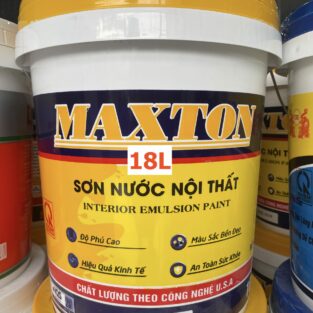 MAXTON
18L
SƠN NƯỚC NỘI THẤT
INTERIOR EMULSION PAINT
Độ Phủ Cao
Màu Sắc Bền Đẹp
Hiệu Quả Kinh Tế
An Toàn Sức Khỏe
CHẤT LƯỢNG THEO CÔNG NGHỆ U.S.A